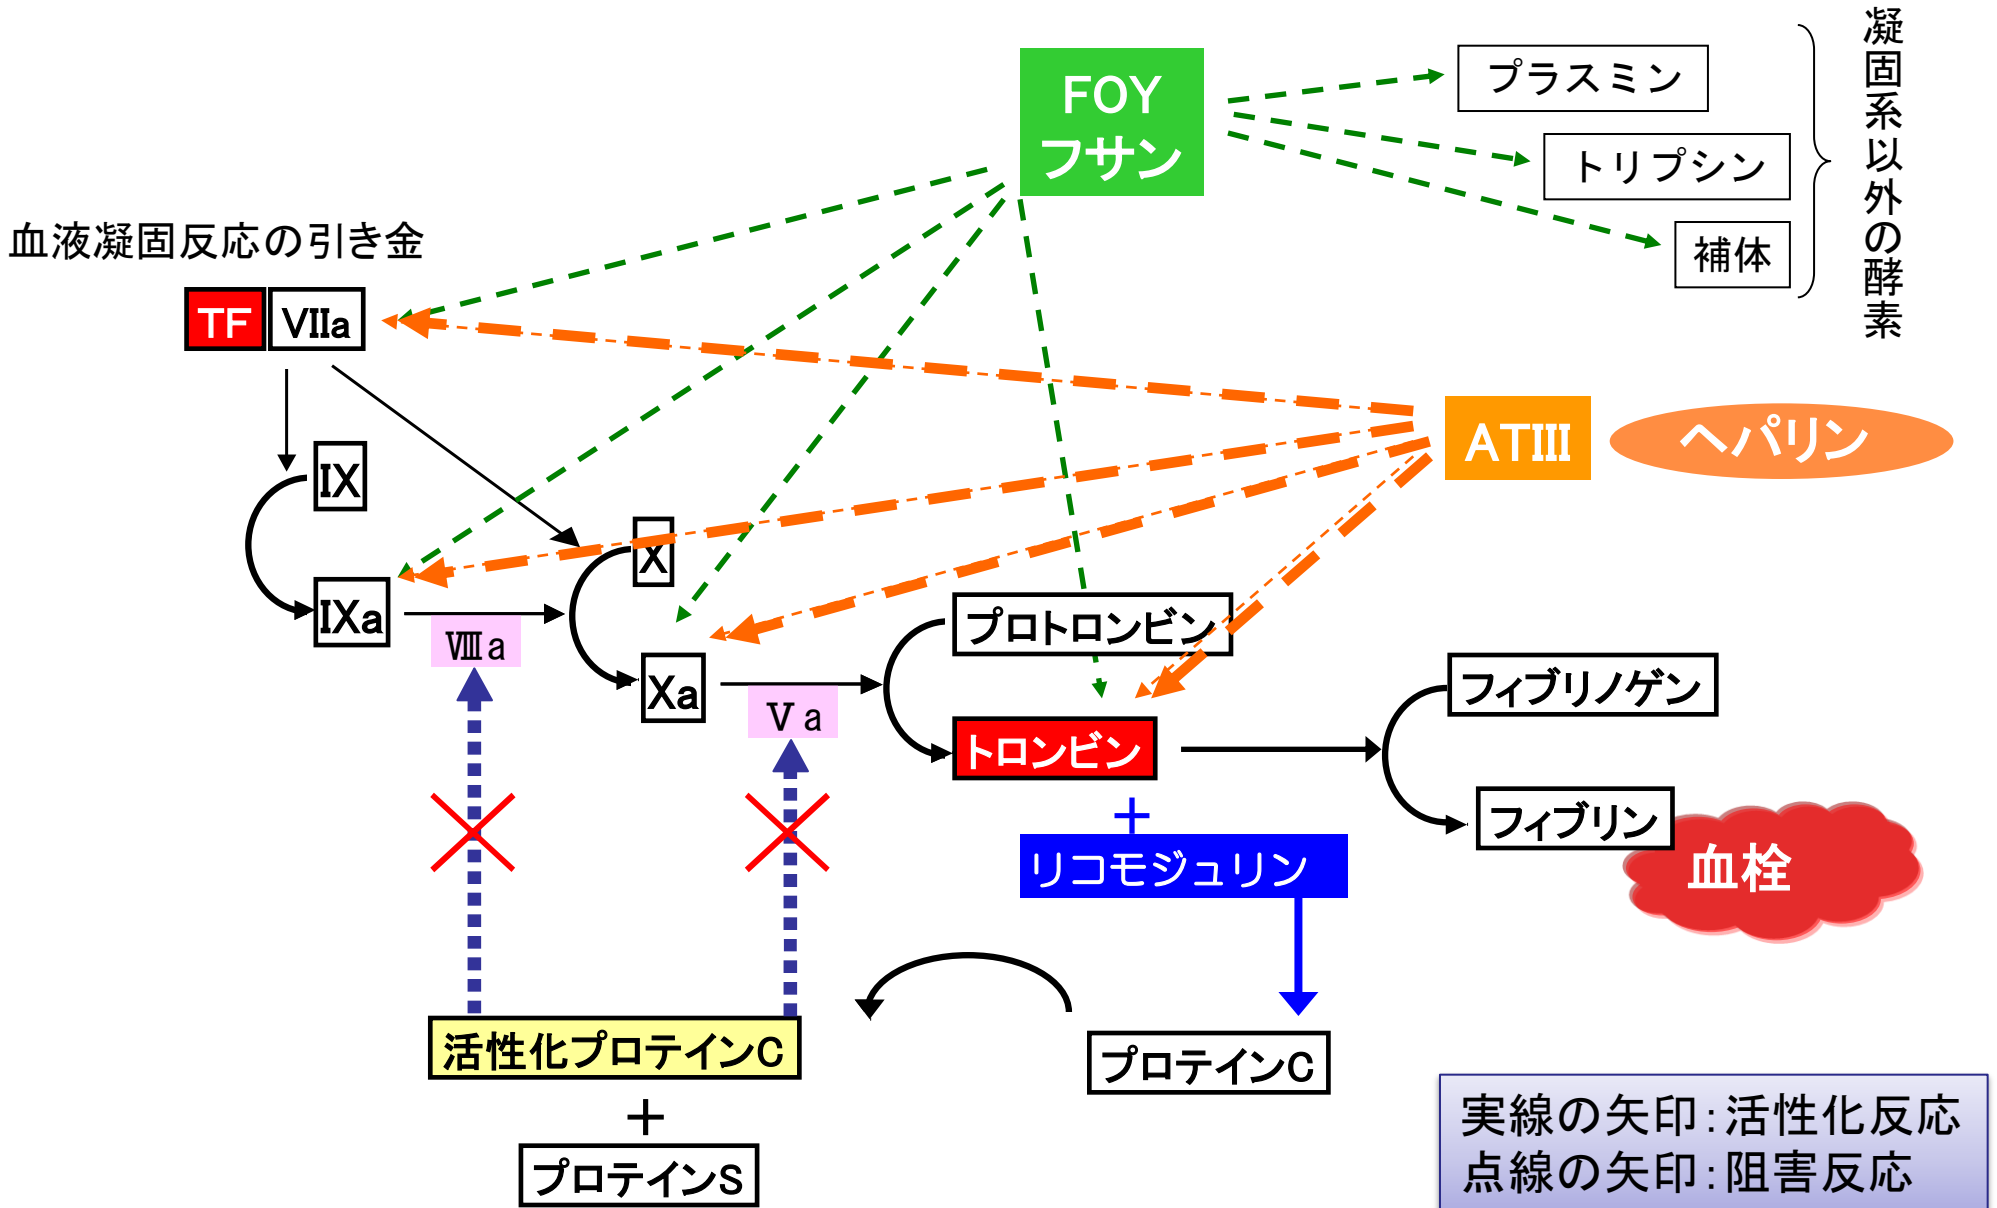 FOY
フサン
プラスミン
トリプシン
補体
凝固系以外の酵素
血液凝固反応の引き金
TF
VIIa
ATIII
ヘパリン
IX
X
IXa
Ⅷa
プロトロンビン
Xa
Ⅴa
トロンビン
フィブリノゲン
フィブリン
血栓
＋
リコモジュリン
活性化プロテインC
プロテインC
＋
プロテインS
実線の矢印：活性化反応
点線の矢印：阻害反応